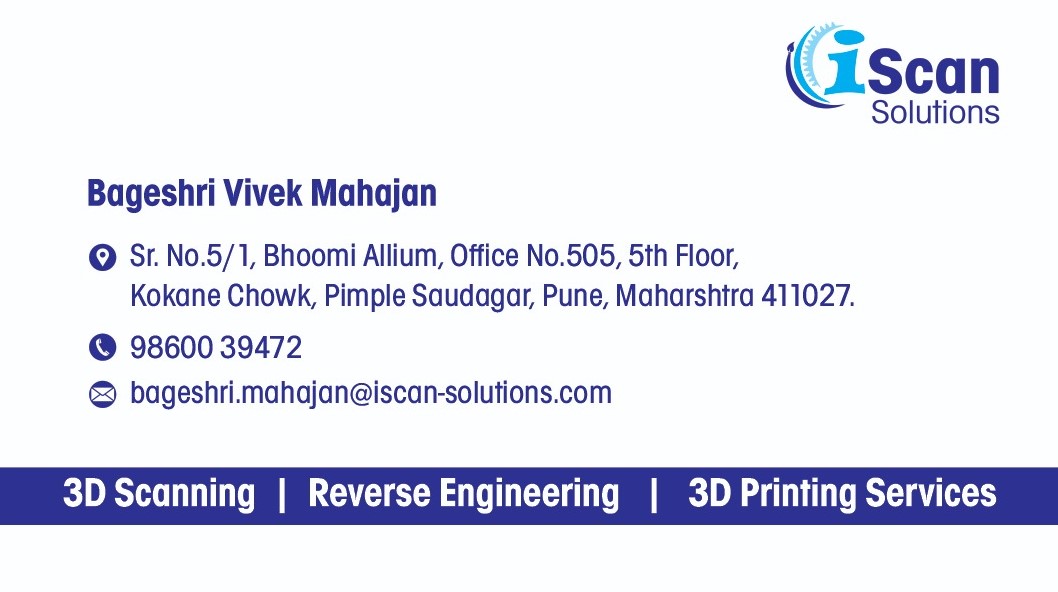 iScan
Solutions
Bageshri Vivek Mahajan
Sr. No.5/1, Bhoomi Allium, Office No.505, 5th Floor,
Kokane Chowk, Pimple Saudagar, Pune, Maharshtra 411027.
98600 39472
bageshri.mahajan@iscan-solutions.com
3D Scanning | Reverse Engineering | 3D Printing Services